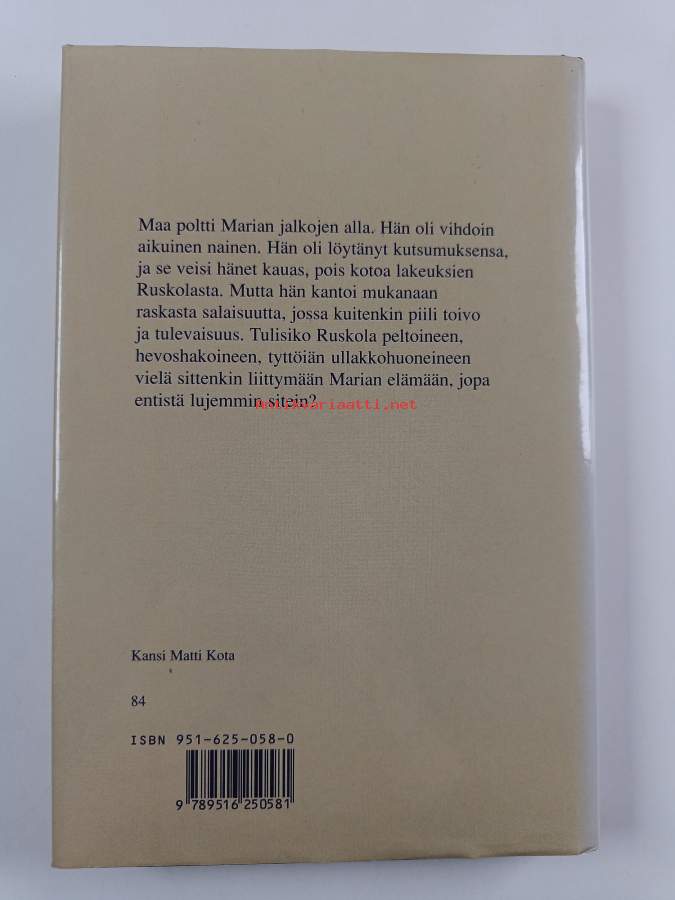 Maa poltti Marian jalkojen alla. Hän oli vihdoin
aikuinen nainen. Hän oli löytänyt kutsumuksensa,
ja se veisi hänet kauas, pois kotoa lakeuksien
Ruskolasta. Mutta hän kantoi mukanaan
raskasta salaisuutta, jossa kuitenkin piili toivo
ja tulevaisuus. Tulisiko Ruskola peltoineen,
hevoshakoineen, tyttöiän ullakkohuoneineen
vielä sittenkin liittymään Marian elämään, jopa
entistä lujemmin sitein?
antikvariaatti.net
Kansi Matti Kota
84
ISBN 951-625-058-0
9 789516 250581